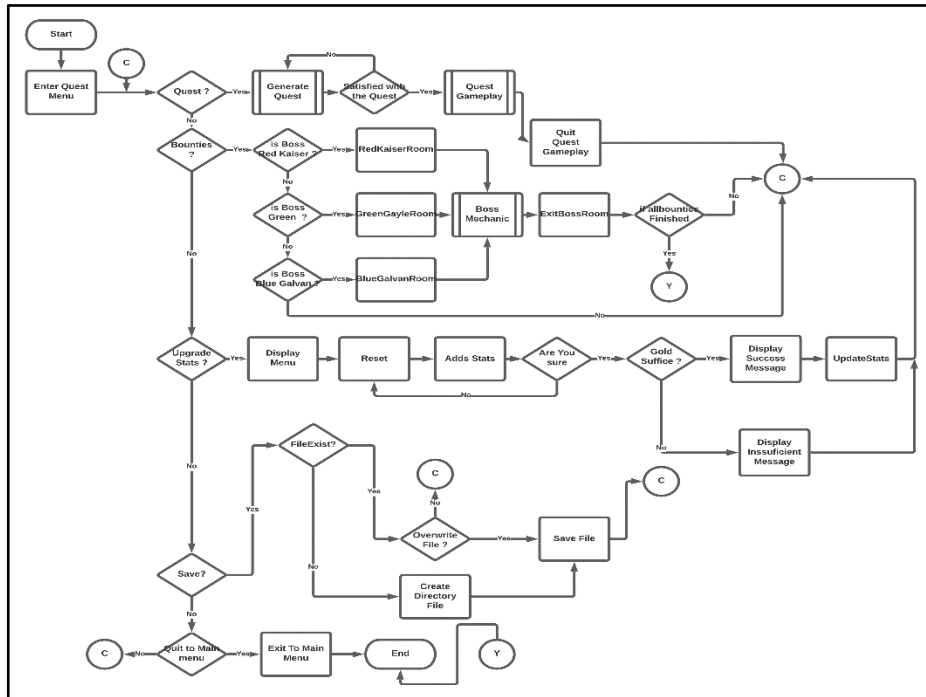 Start
C
Enter Quest
Menu
Quest ?
Yes
Generate
Quest
No
Satisfied with
the Quest
Yes
Quest
Gameplay
Quit
Quest
Gameplay
C
No
Bounties
?
Yes
is Boss
Red Kaiser ?
Yes
RedKaiserRoom
No
is Boss
Green ?
Yes
GreenGayleRoom
Boss
Mechanic
ExitBossRoom
if allbounties
Finished
No
Yes
Y
No
is Boss
Blue Galvan ?
Yes
BlueGalvanRoom
No
No
Upgrade
Stats ?
Yes
Display
Menu
Reset
Adds Stats
Are You
sure
No
Yes
Gold
Suffice ?
Yes
Display
Success
Message
UpdateStats
No
Display
Inssuficient
Message
No
Save?
Yes
FileExist?
Yes
No
Overwrite
File ?
No
C
Yes
Save File
C
Create
Directory
File
No
Quit to Main
menu
No
C
Yes
Exit To Main
Menu
End
Y